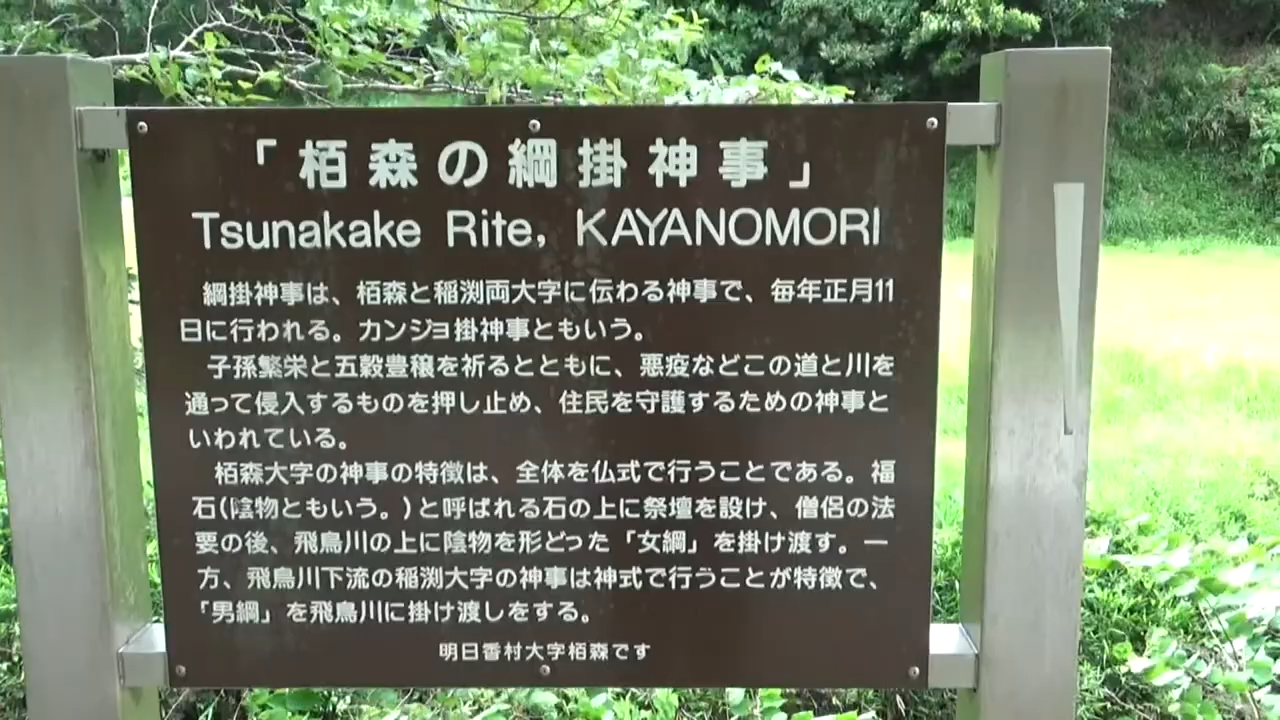 「栢森の綱掛神事」
Tsunakake Rite, KAYANOMORI
綱掛神事は、栢森と稲渕両大字に伝わる神事で、毎年正月11
日に行われる。カンジョ掛神事ともいう。
子孫繁栄と五穀豊穣を祈るとともに、悪疫などこの道と川を
通って侵入するものを押し止め、住民を守護するための神事と
いわれている。
栢森大字の神事の特徴は、全体を仏式で行うことである。福
石(陰物ともいう。)と呼ばれる石の上に祭壇を設け、僧侶の法
要の後、飛鳥川の上に陰物を形どった「女綱」を掛け渡す。一
方、飛鳥川下流の稲渕大字の神事は神式で行うことが特徴で、
「男綱」を飛鳥川に掛け渡しをする。
明日香村大字栢森です